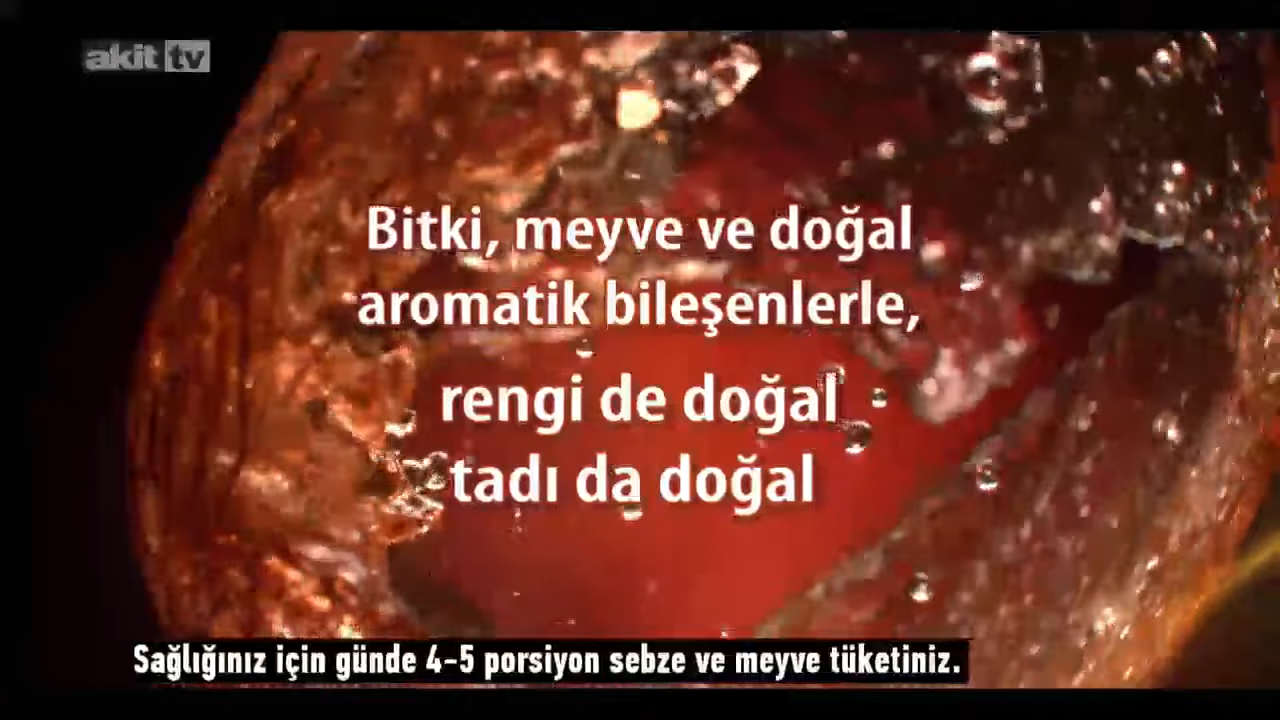 akit tv
Bitki, meyve ve doğal
aromatik bileşenlerle,
rengi de doğal
tadı da doğal
Sağlığınız için günde 4-5 porsiyon sebze ve meyve tüketiniz.